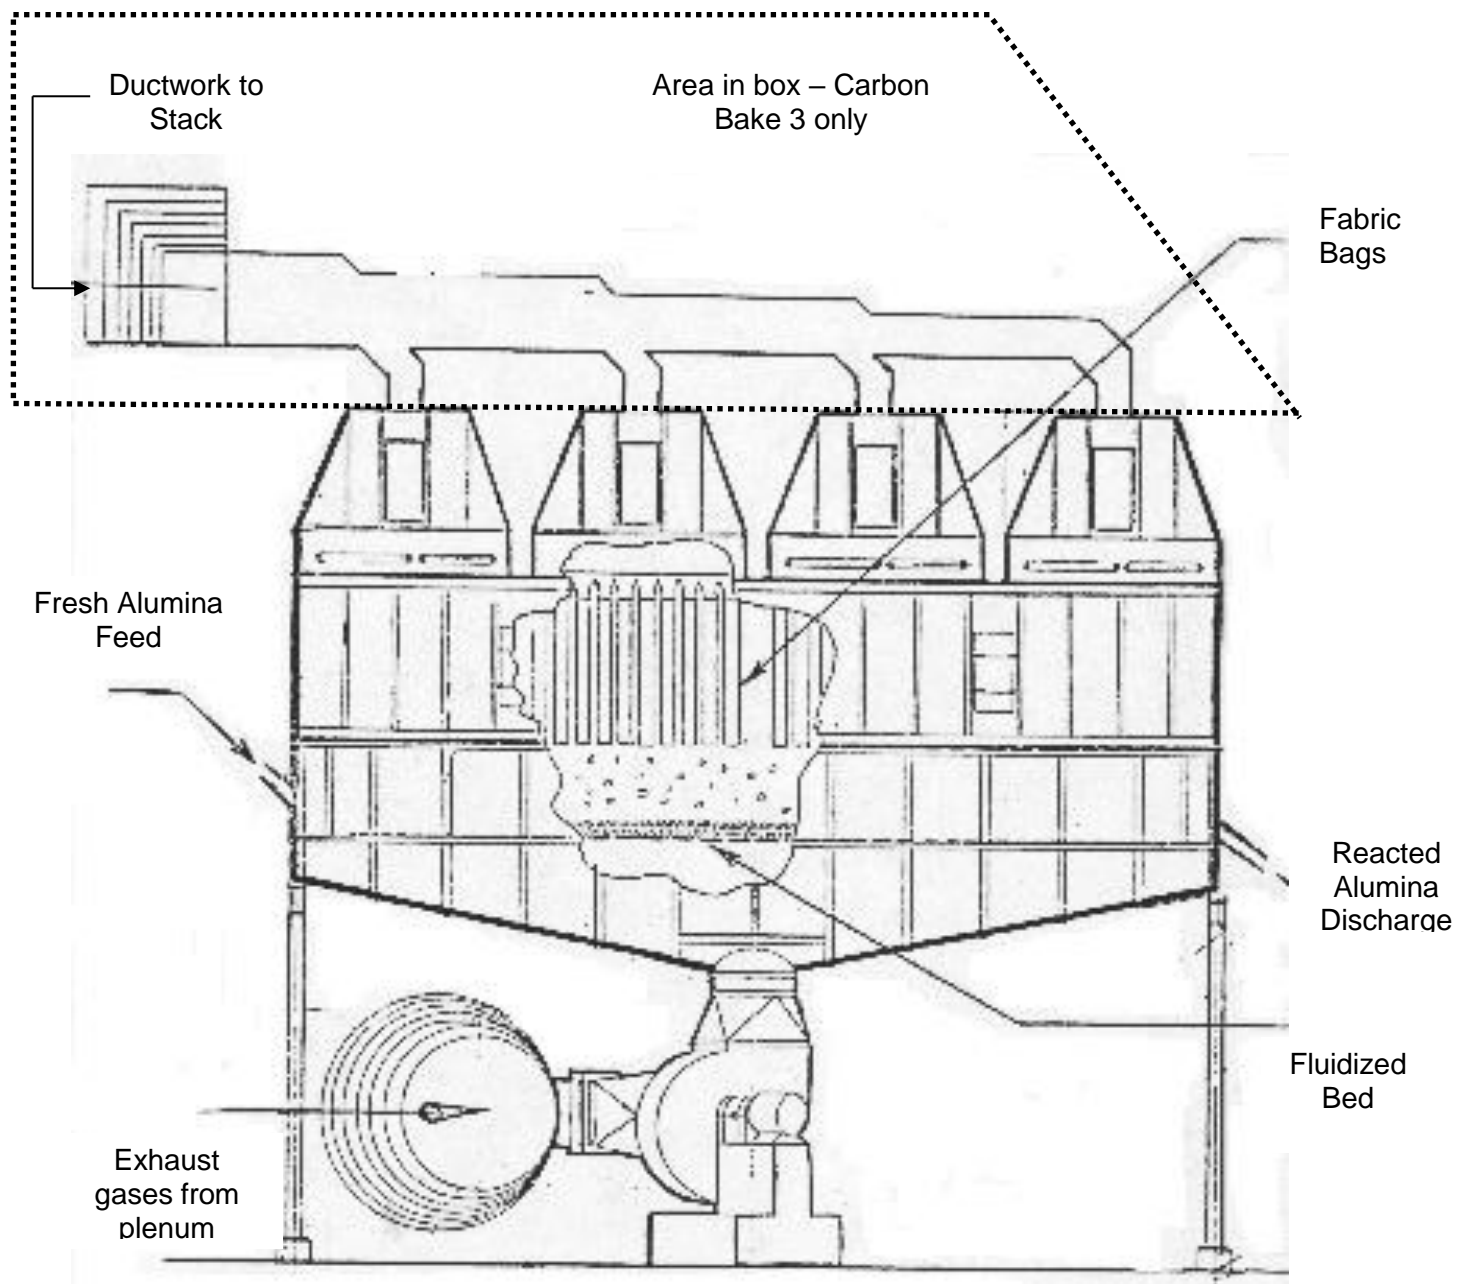 Ductwork to
Stack
Area in box – Carbon
Bake 3 only
Fabric
Bags
Fresh Alumina
Feed
Reacted
Alumina
Discharge
Fluidized
Bed
Exhaust
gases from
plenum